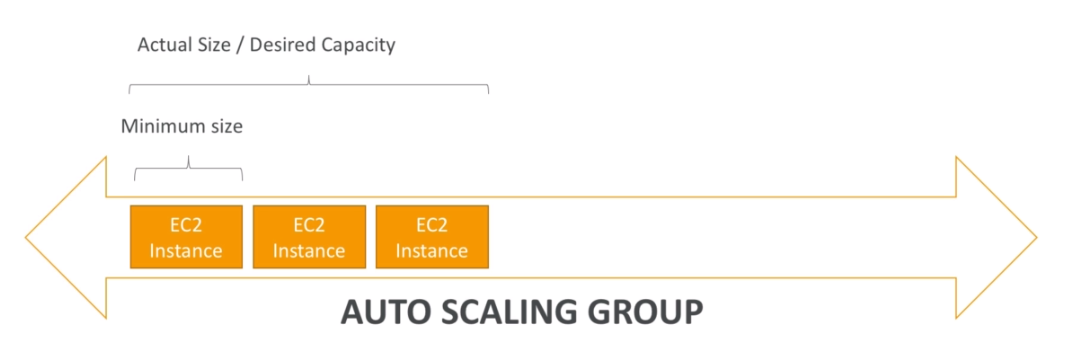 Actual Size / Desired Capacity
Minimum size
EC2
Instance
EC2
Instance
EC2
Instance
AUTO SCALING GROUP